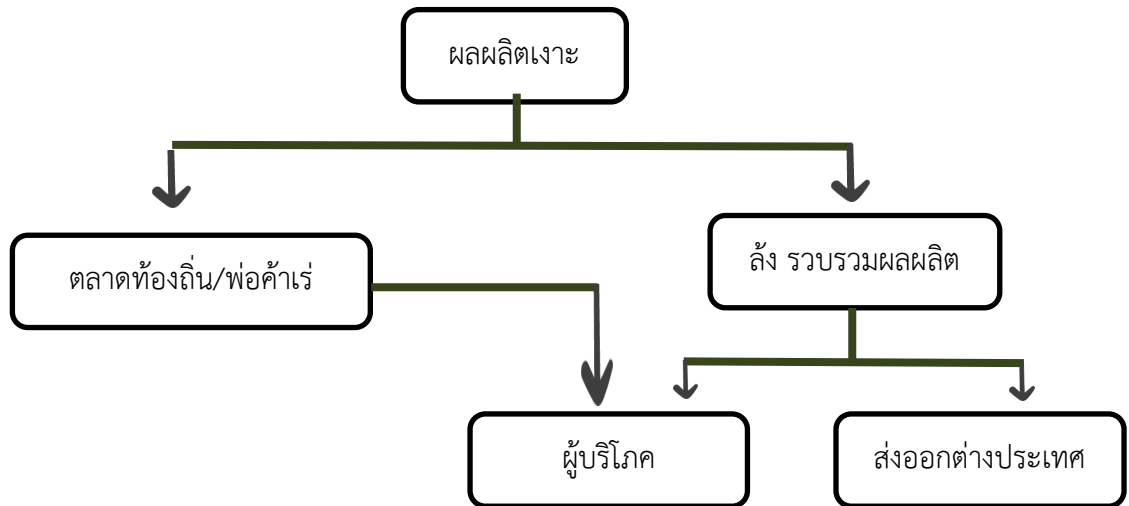 ผลผลิตเงาะ
ตลาดท้องถิ่น/พ่อค้าเร่
ล้ง รวบรวมผลผลิต
ผู้บริโภค
ส่งออกต่างประเทศ